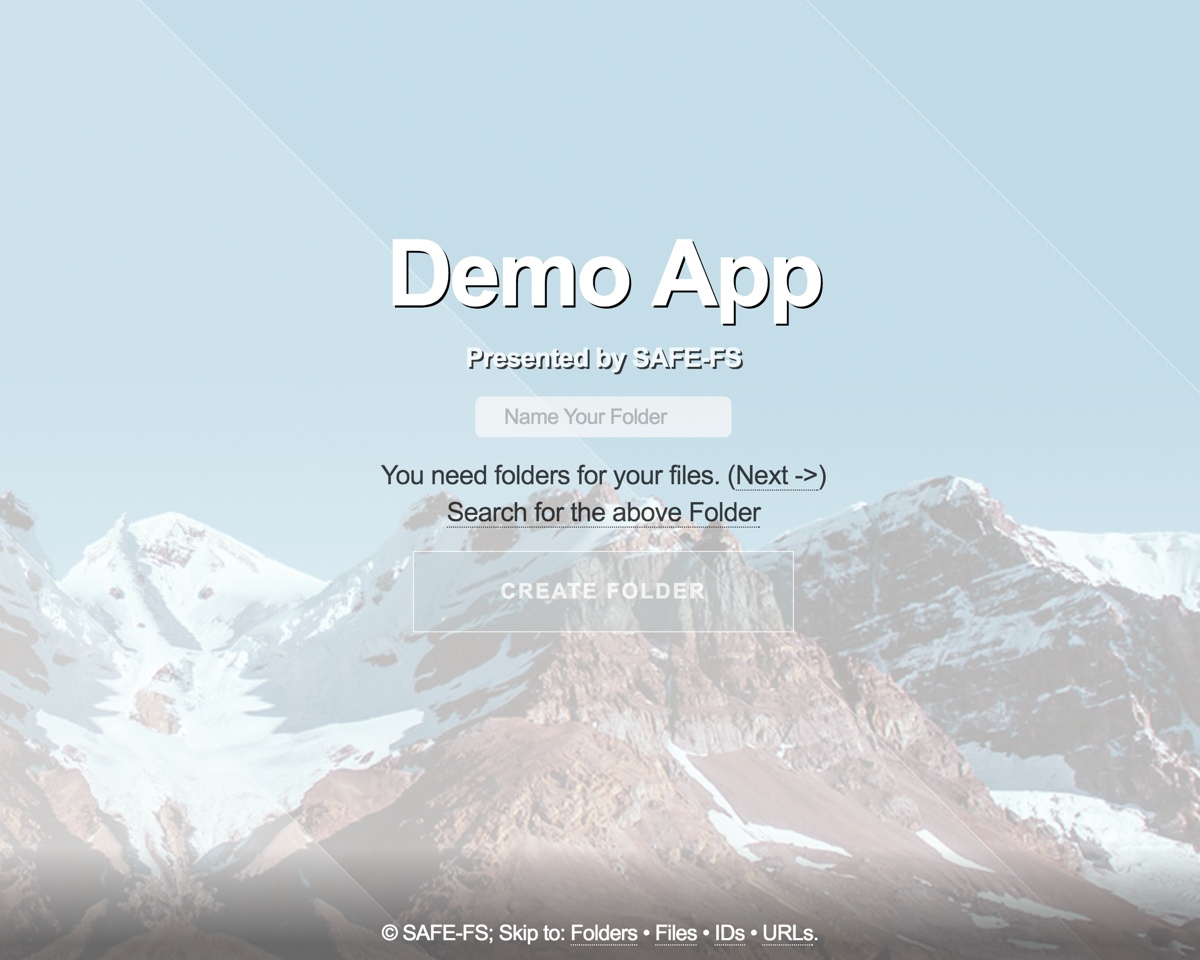 Demo App
Presented by SAFE-FS
Name Your Folder
You need folders for your files. (Next ->)
Search for the above Folder
CREATE FOLDER
© SAFE-FS; Skip to: Folders • Files • IDs • URLs.